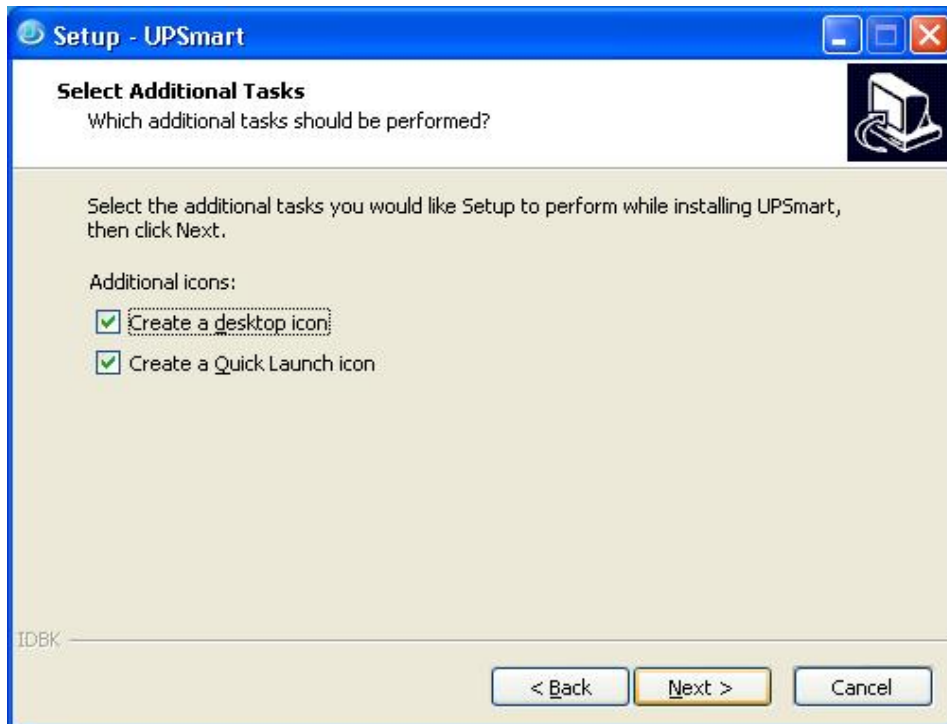 Setup - UPSmart
Select Additional Tasks
Which additional tasks should be performed?
Select the additional tasks you would like Setup to perform while installing UPSmart,
then click Next.
Additional icons:
Create a desktop icon
Create a Quick Launch icon
IDBK
< Back Next > Cancel